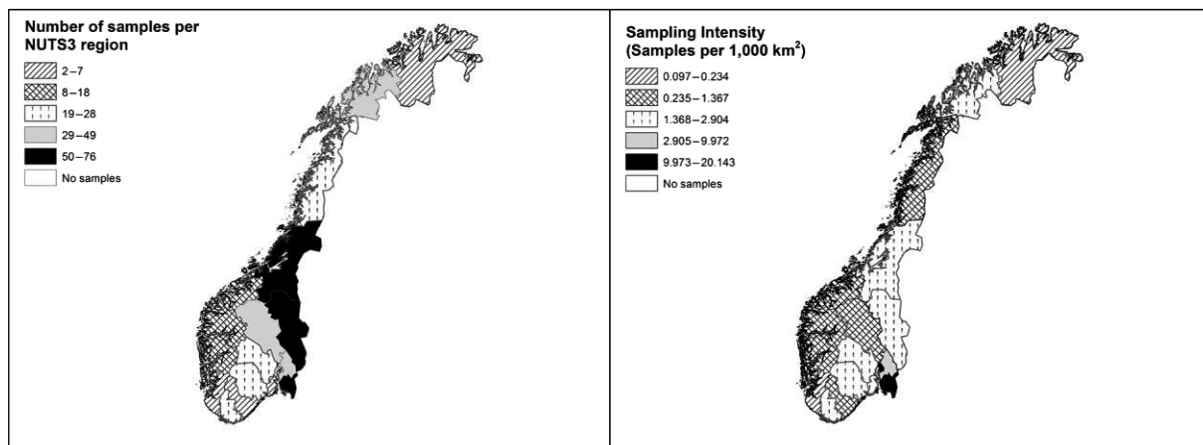 Number of samples per
NUTS3 region
2–7
8–18
19–28
29–49
50–76
No samples
Sampling Intensity
(Samples per 1,000 km²)
0.097–0.234
0.235–1.367
1.368–2.904
2.905–9.972
9.973–20.143
No samples